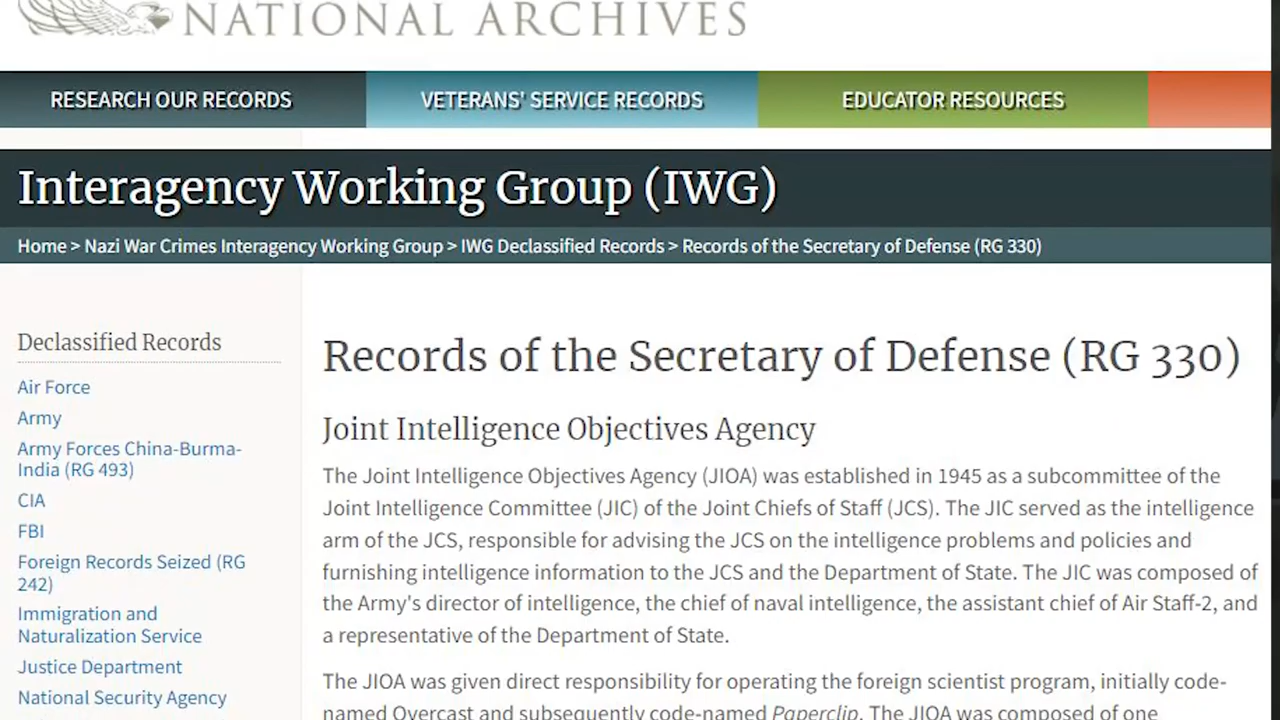 NATIONAL ARCHIVES
RESEARCH OUR RECORDS
VETERANS' SERVICE RECORDS
EDUCATOR RESOURCES
Interagency Working Group (IWG)
Home > Nazi War Crimes Interagency Working Group > IWG Declassified Records > Records of the Secretary of Defense (RG 330)
Declassified Records
Air Force
Army
Army Forces China-Burma-
India (RG 493)
CIA
FBI
Foreign Records Seized (RG
242)
Immigration and
Naturalization Service
Justice Department
National Security Agency
Records of the Secretary of Defense (RG 330)
Joint Intelligence Objectives Agency
The Joint Intelligence Objectives Agency (JIOA) was established in 1945 as a subcommittee of the
Joint Intelligence Committee (JIC) of the Joint Chiefs of Staff (JCS). The JIC served as the intelligence
arm of the JCS, responsible for advising the JCS on the intelligence problems and policies and
furnishing intelligence information to the JCS and the Department of State. The JIC was composed of
the Army's director of intelligence, the chief of naval intelligence, the assistant chief of Air Staff-2, and
a representative of the Department of State.
The JIOA was given direct responsibility for operating the foreign scientist program, initially code-
named Overcast and subsequently code-named Paperclip. The JIOA was composed of one